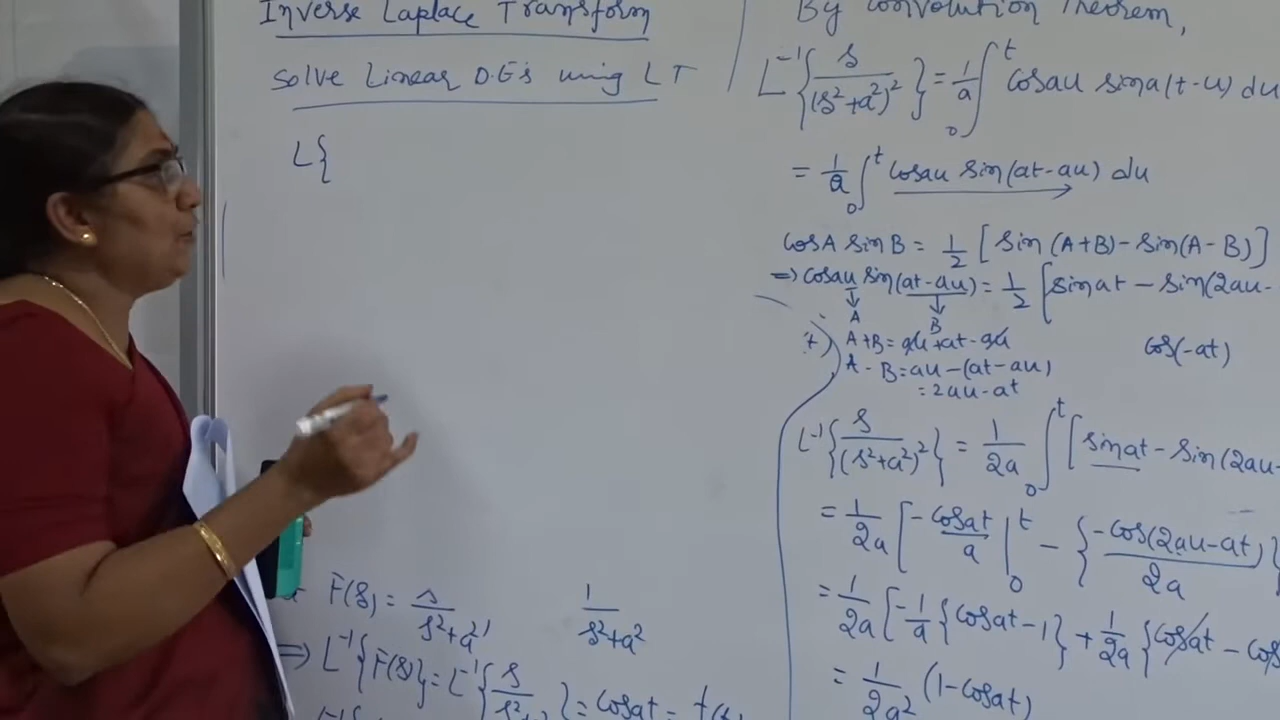 Inverse Laplace Transform
Solve Linear D.E's using LT
L{
F(s) = s/(s²+a²) 1/(s²+a²)
⇒ L⁻¹{F(s)} = L⁻¹{s/(s²+a²)} = cosat = f(t)
By Convolution Theorem,
L⁻¹{s/(s²+a²)²} = 1/a ∫₀ᵗ cosau sina(t-u) du
= 1/a ∫₀ᵗ cosau sin(at-au) du
cosA sinB = 1/2 [sin(A+B) - sin(A-B)]
⇒ cosau sin(at-au) = 1/2 [sinat - sin(2au-
A B
A+B = au+at-au cos(-at)
A-B = au-(at-au)
= 2au-at
L⁻¹{s/(s²+a²)²} = 1/2a ∫₀ᵗ [sinat - sin(2au-
= 1/2a [-cosat/a |₀ᵗ - {-cos(2au-at)/2a}
= 1/2a [-1/a {cosat-1} + 1/2a {cosat - cos
= 1/2a² (1-cosat)